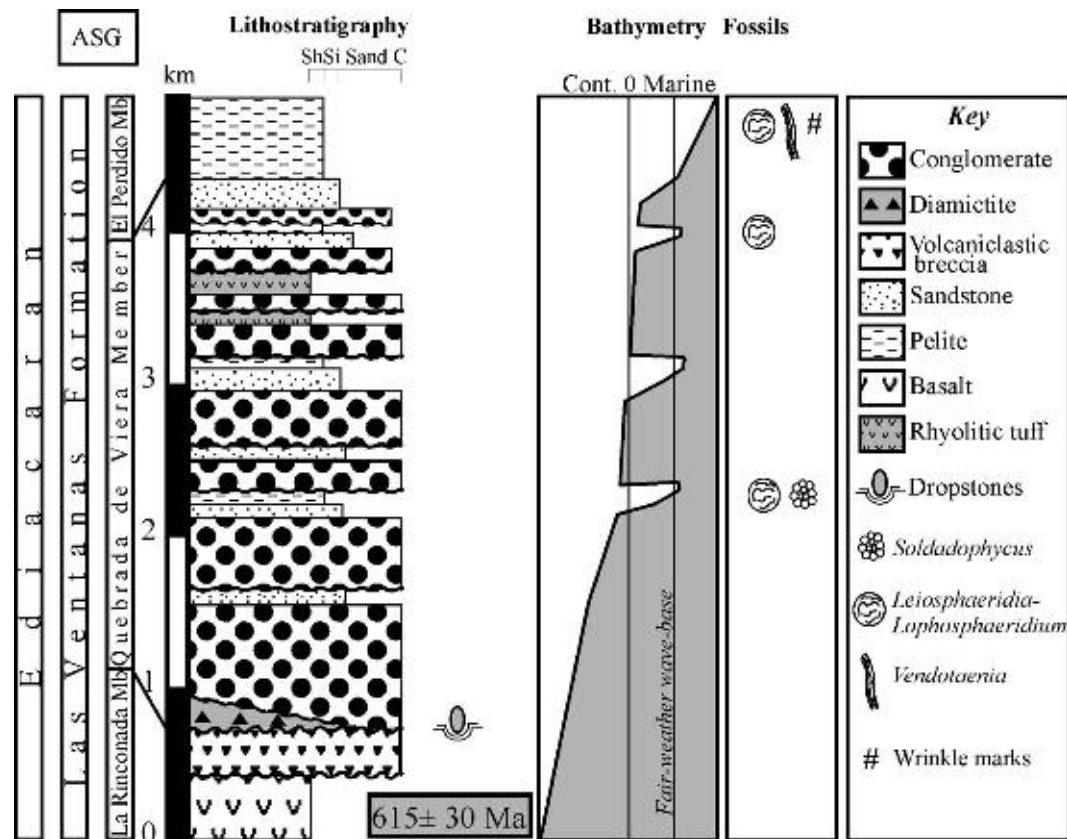 ASG
Lithostratigraphy
ShSi Sand C
km
Bathymetry
Fossils
Cont. 0 Marine
Ediacaran
Las Ventanas Formation
El Perdido Mb
Quebrada de Viera Member
La Rinconada Mb
4
3
2
1
0
615± 30 Ma
Fair-weather wave-base
#
Key
Conglomerate
Diamictite
Volcaniclastic
breccia
Sandstone
Pelite
Basalt
Rhyolitic tuff
Dropstones
Soldadophycus
Leiosphaeridia-
Lophosphaeridium
Vendotaenia
# Wrinkle marks